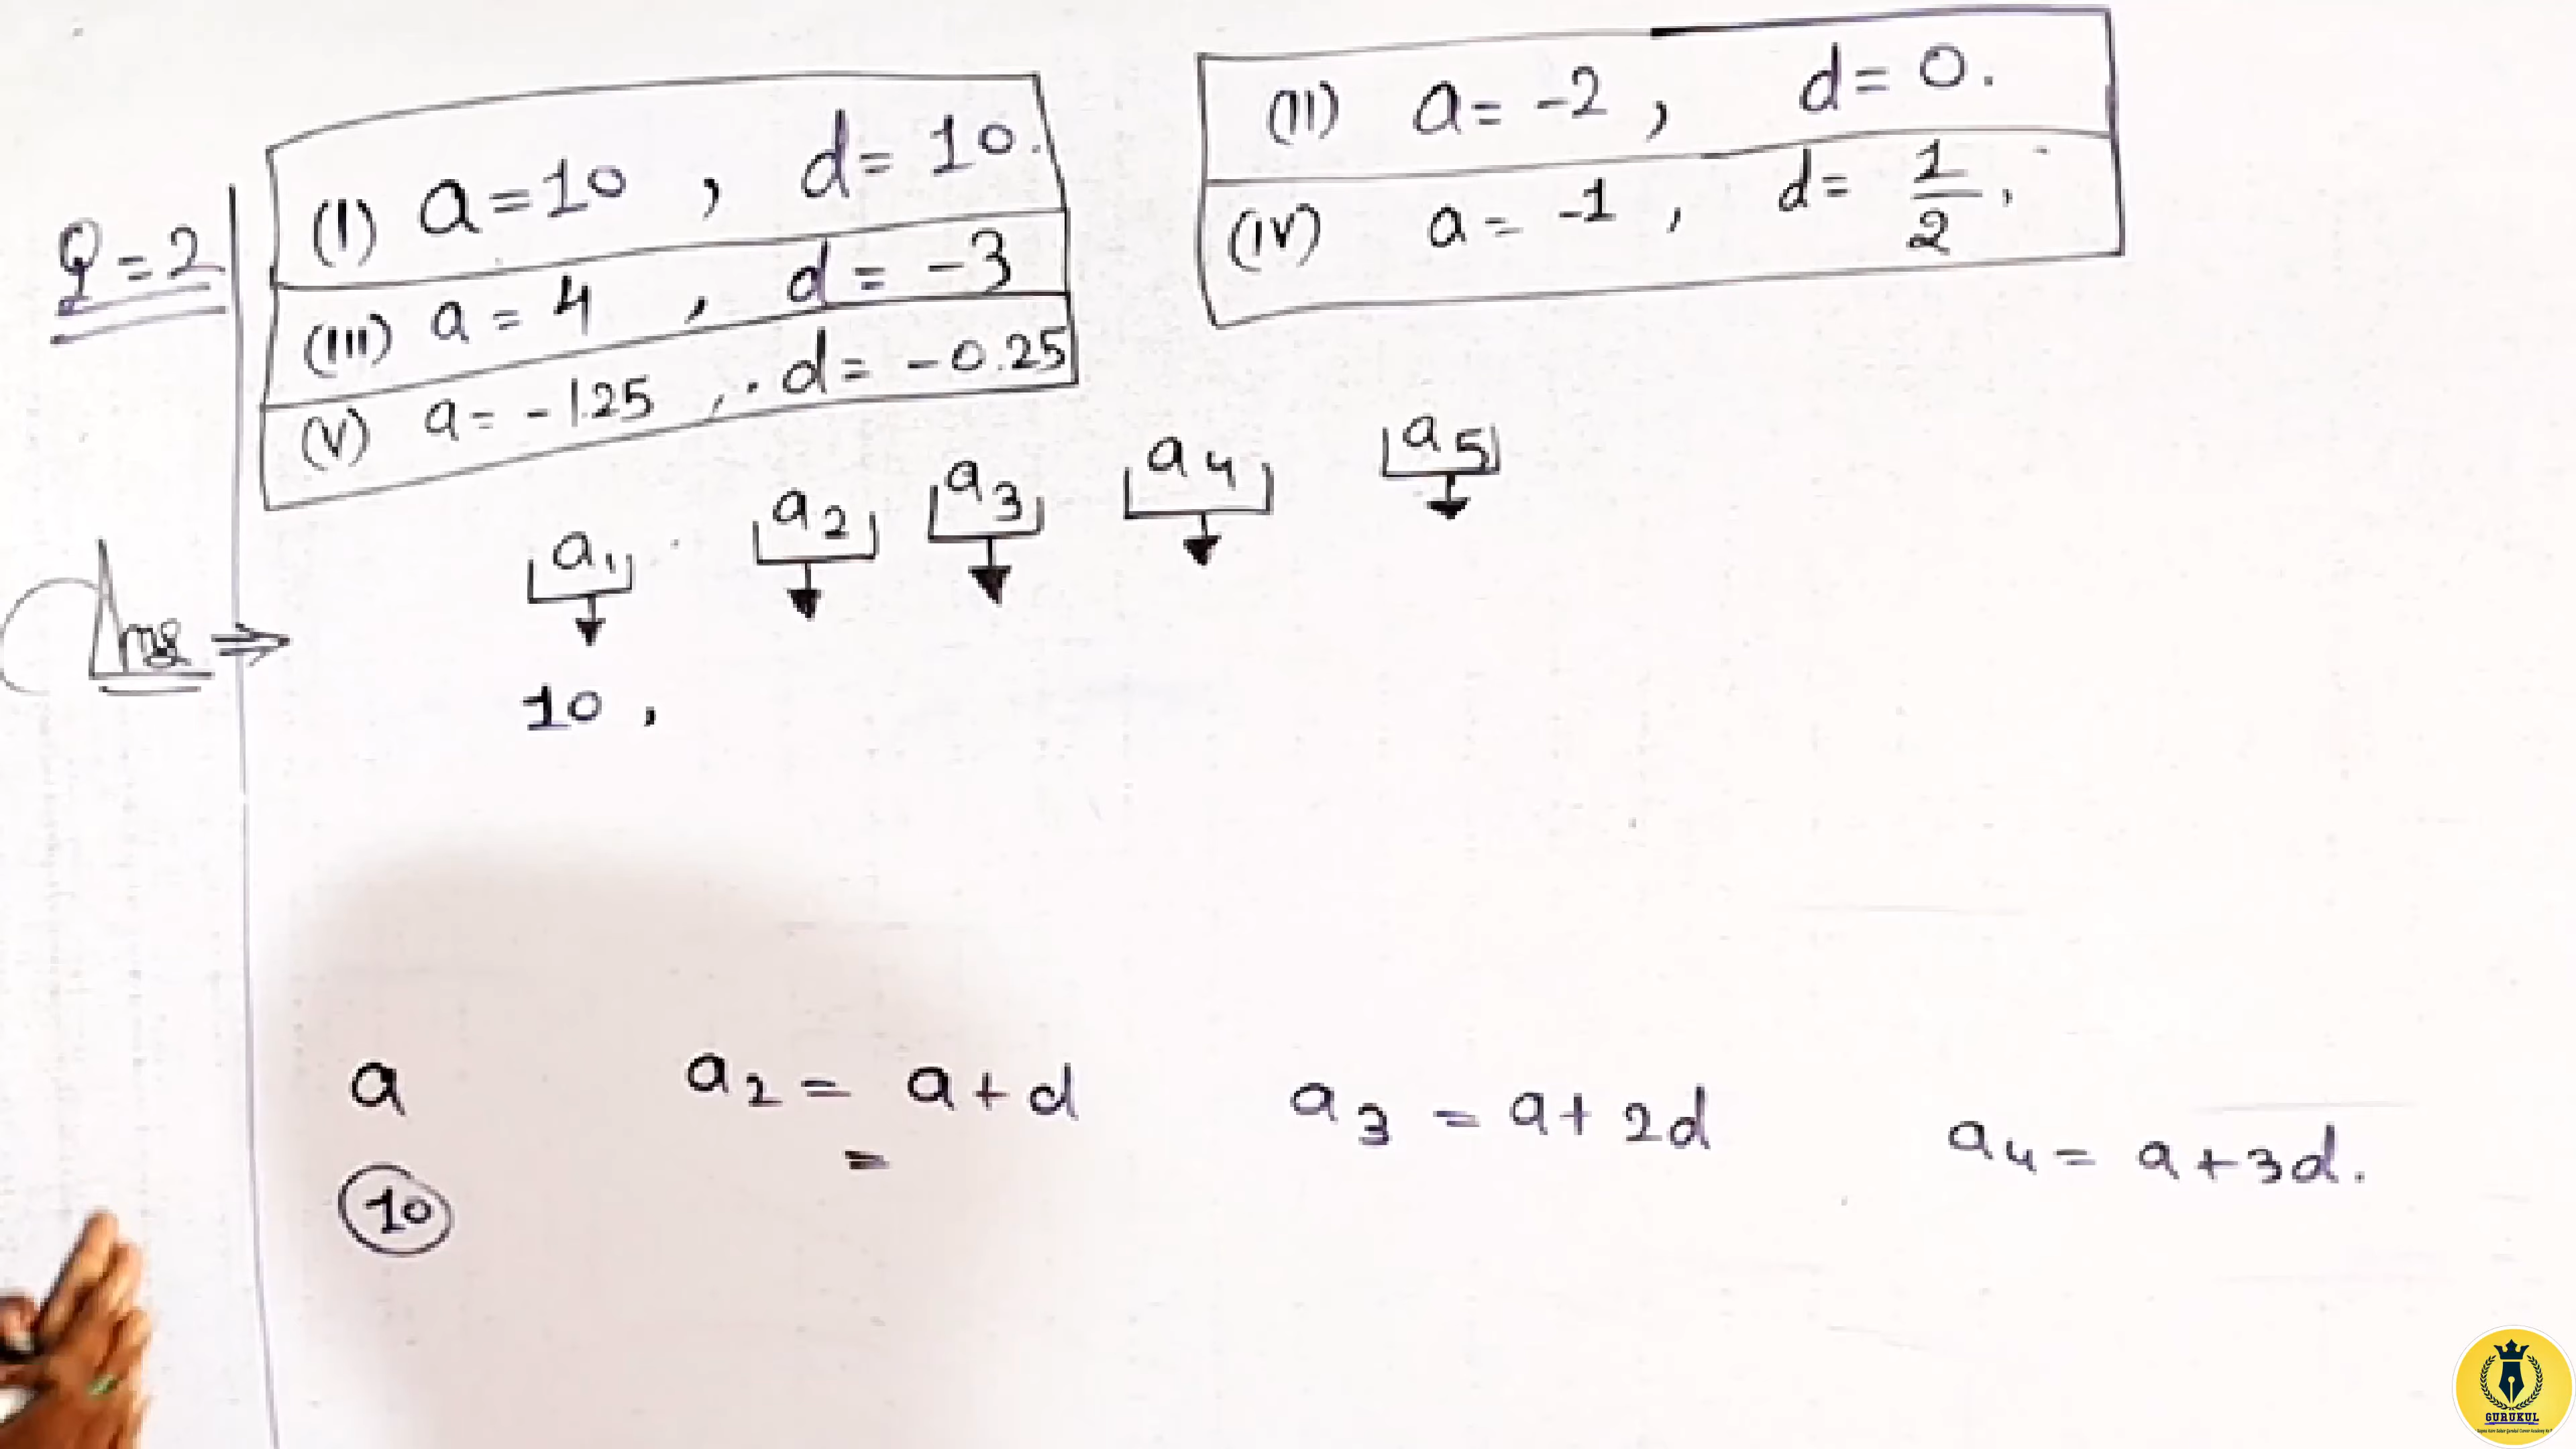 Q=2
(I) a=10 , d=10.
(II) a=-2 , d=0.
(III) a=4 , d=-3
(IV) a=-1 , d=1/2 .
(V) a=-1.25 , d=-0.25
a1 a2 a3 a4 a5
Ans ⇒
10 ,
a a2= a+d a3 = a+2d a4= a+3d.
=
10
GURUKUL